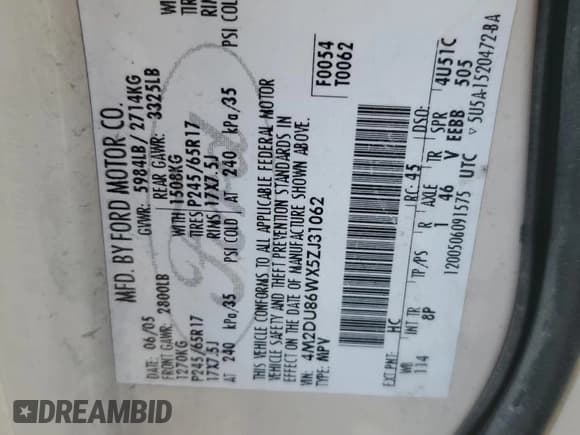 MFD. BY FORD MOTOR CO.
DATE: 06/05
GVWR: 5984LB / 2714KG
FRONT GAWR: 2800LB
REAR GAWR: 3325LB
1270KG
WITH
1508KG
WITH
P245/65R17
TIRES
P245/65R17
TIRES
17X7.5J
RIMS
17X7.5J
RIMS
AT 240 kPa/35 PSI COLD
AT 240 kPa/35 PSI COLD
THIS VEHICLE CONFORMS TO ALL APPLICABLE FEDERAL MOTOR
VEHICLE SAFETY AND THEFT PREVENTION STANDARDS IN
EFFECT ON THE DATE OF MANUFACTURE SHOWN ABOVE.
VIN: 4M2DU86WX5ZJ31062
TYPE: MPV
F0054
T0062
EXT PNT: HC RC: 45 DSO:
WB INT TR TP/PS R AXLE TR SPR
114 8P 1 46 V EEBB
4U51C
505
1200506091575 UTC
5U5A-1520472-BA
Ford
DREAMBID